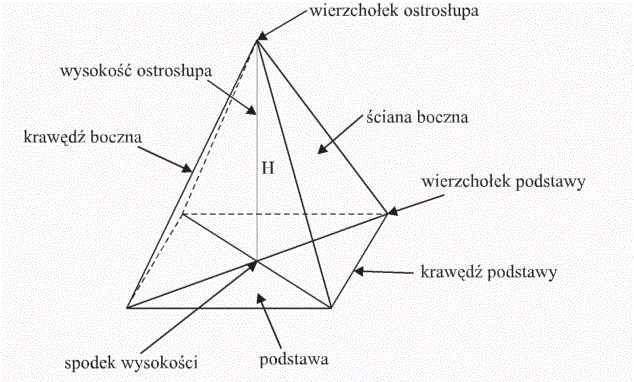 wierzchołek ostrosłupa
wysokość ostrosłupa
ściana boczna
krawędź boczna
H
wierzchołek podstawy
krawędź podstawy
spodek wysokości
podstawa